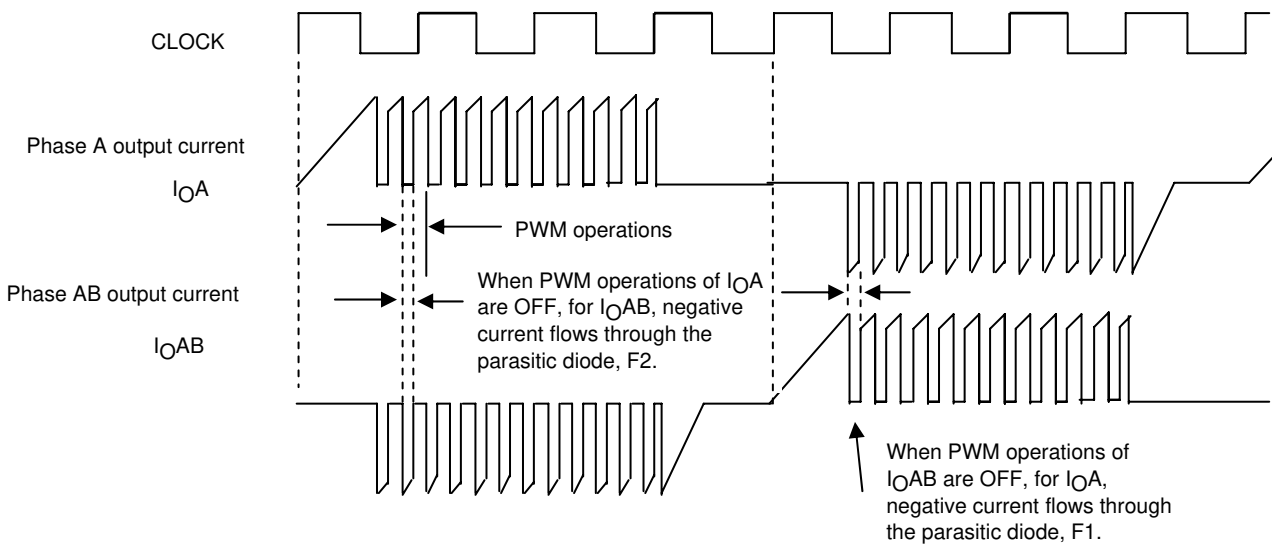 CLOCK
Phase A output current
IOA
PWM operations
Phase AB output current
IOAB
When PWM operations of IOA
are OFF, for IOAB, negative
current flows through the
parasitic diode, F2.
When PWM operations of
IOAB are OFF, for IOA,
negative current flows through
the parasitic diode, F1.